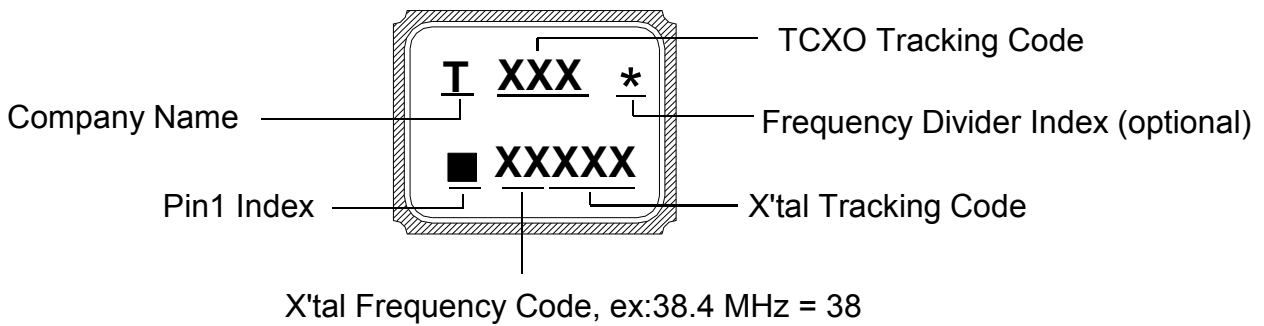 TCXO Tracking Code
T XXX *
Company Name
Frequency Divider Index (optional)
■ XXXXX
Pin1 Index
X'tal Tracking Code
X'tal Frequency Code, ex:38.4 MHz = 38